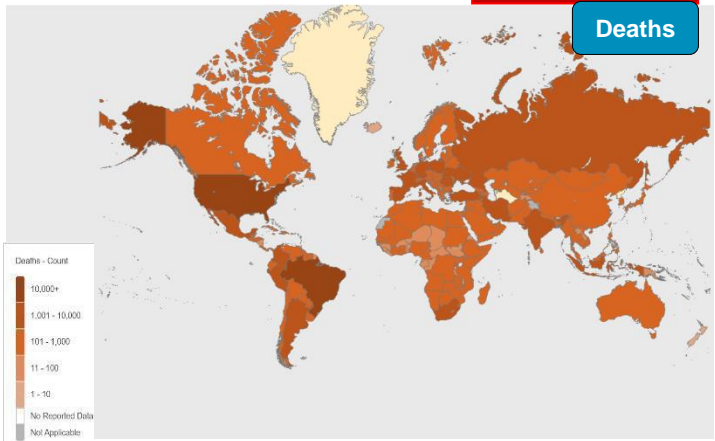 Deaths
Deaths - Count
10,000+
1,001 - 10,000
101 - 1,000
11 - 100
1 - 10
No Reported Data
Not Applicable